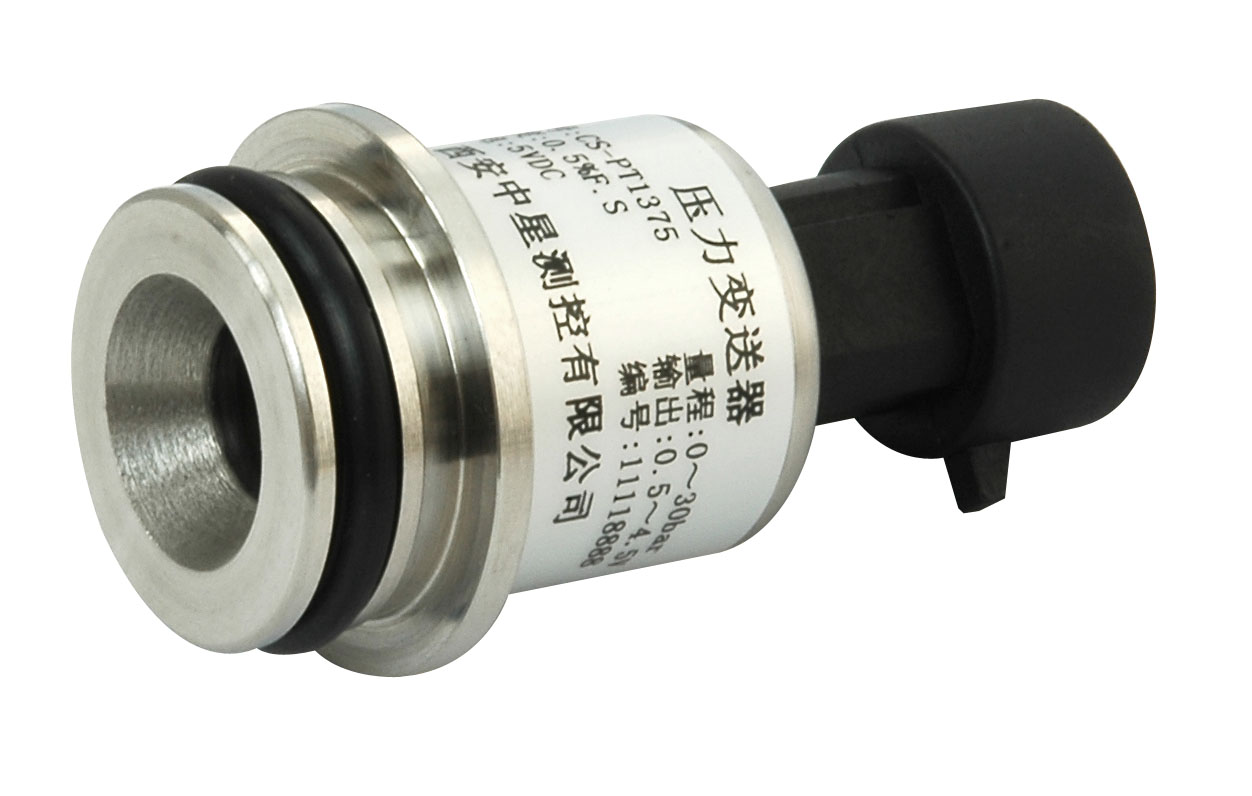 压力变送器
:CS-PT1375
:0.5%F.S
:5VDC
量程:0~30bar
输出:0.5~4.5V
编号:11118888
西安中星测控有限公司